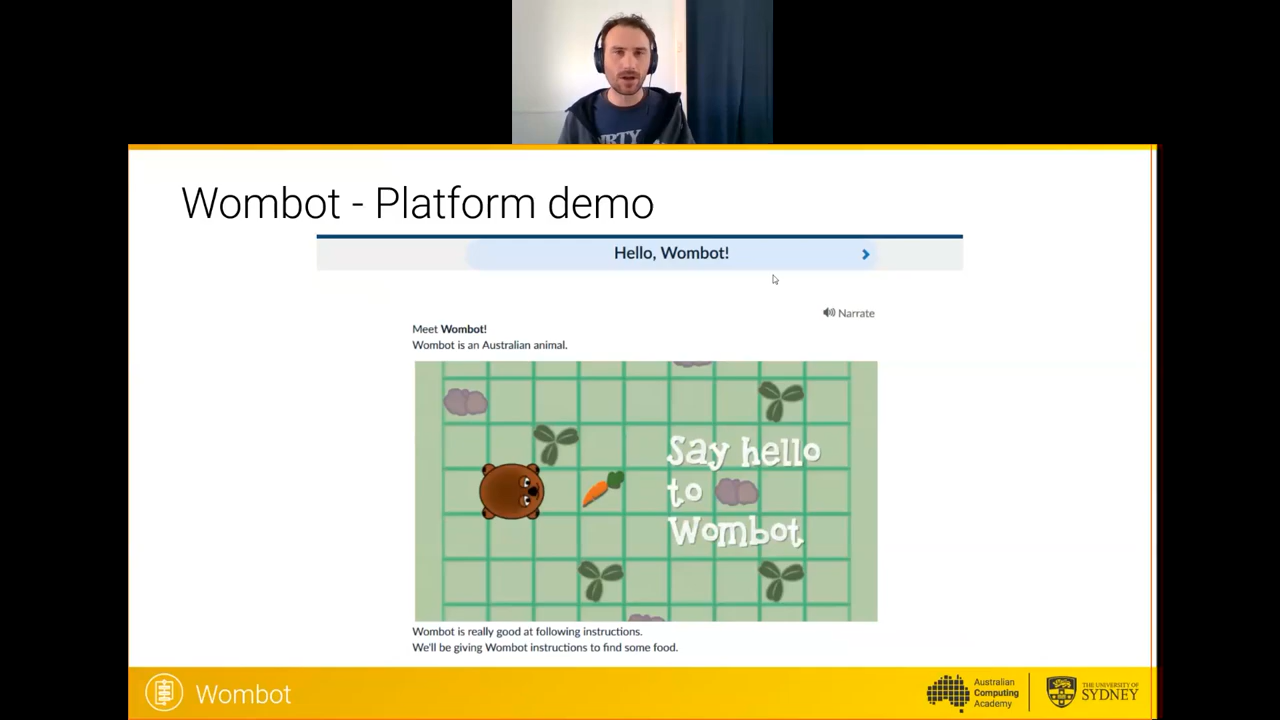 Wombot - Platform demo
Hello, Wombot!
Narrate
Meet Wombot!
Wombot is an Australian animal.
Say hello
to
Wombot
Wombot is really good at following instructions.
We'll be giving Wombot instructions to find some food.
Wombot
Australian
Computing
Academy
THE UNIVERSITY OF
SYDNEY